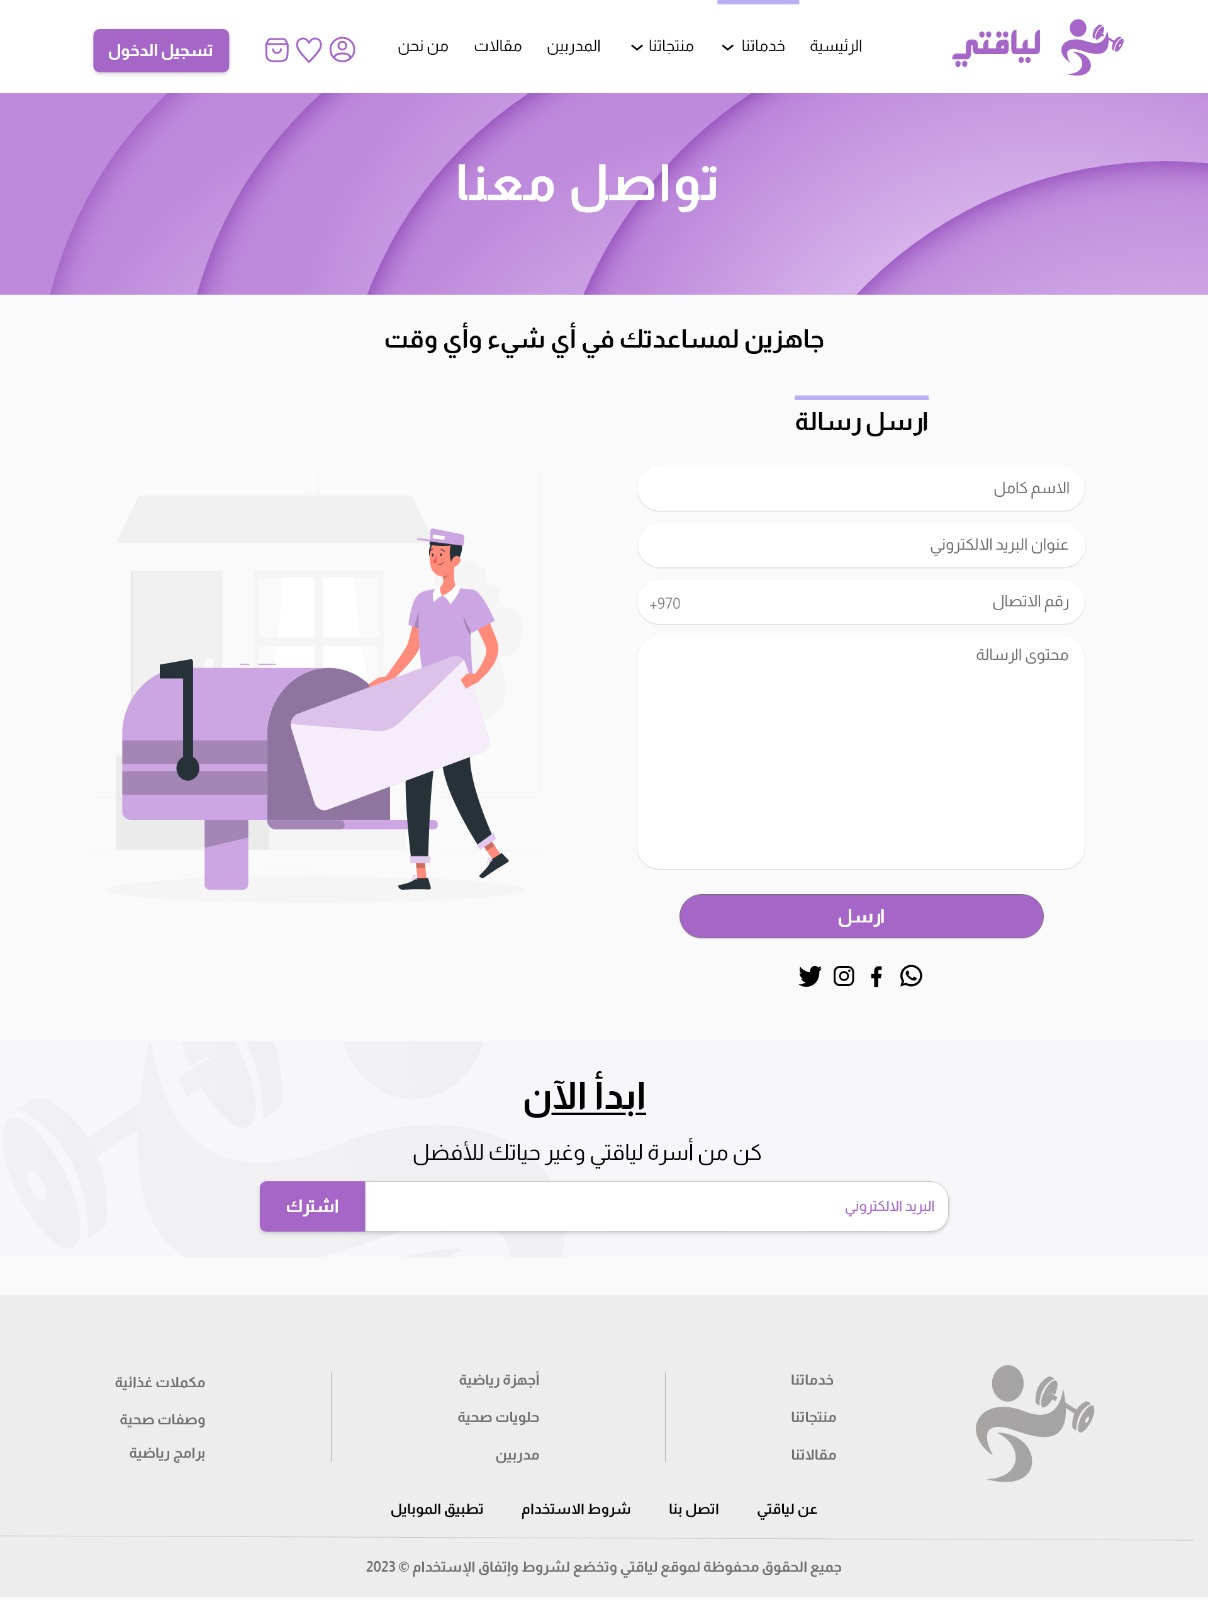 لياقتي
الرئيسية
خدماتنا
منتجاتنا
المدربين
مقالات
من نحن
تسجيل الدخول
تواصل معنا
جاهزين لمساعدتك في أي شيء وأي وقت
ارسل رسالة
الاسم كامل
عنوان البريد الالكتروني
رقم الاتصال
+970
محتوى الرسالة
ارسل
ابدأ الآن
كن من أسرة لياقتي وغير حياتك للأفضل
البريد الالكتروني
اشترك
خدماتنا
منتجاتنا
مقالاتنا
أجهزة رياضية
حلويات صحية
مدربين
مكملات غذائية
وصفات صحية
برامج رياضية
عن لياقتي
اتصل بنا
شروط الاستخدام
تطبيق الموبايل
جميع الحقوق محفوظة لموقع لياقتي وتخضع لشروط وإتفاق الإستخدام © 2023